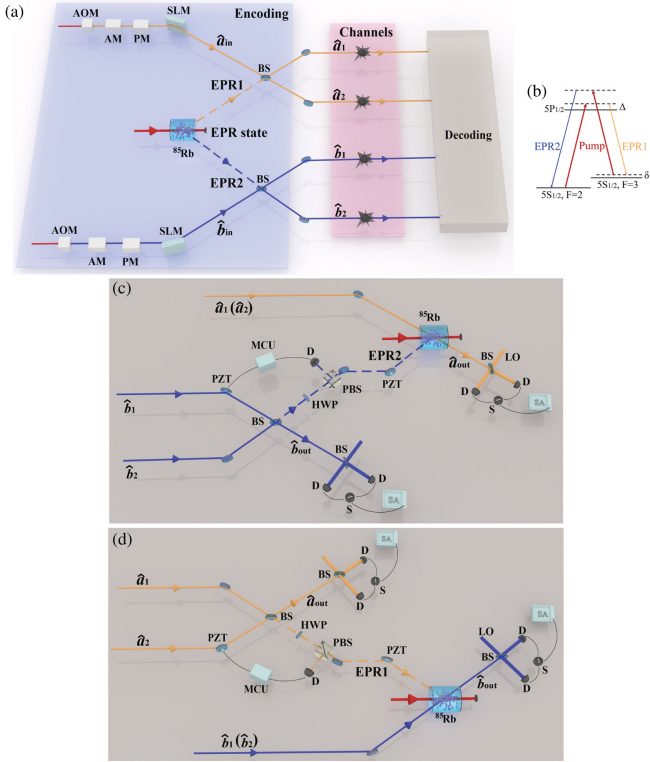 (a)
AOM
AM
PM
SLM
Encoding
â_in
BS
EPR1
EPR state
⁸⁵Rb
EPR2
BS
b̂_in
AOM
AM
PM
SLM
Channels
â₁
â₂
b̂₁
b̂₂
Decoding
(b)
5P1/2
Δ
EPR2
Pump
EPR1
δ
5S1/2, F=3
5S1/2, F=2
(c)
â₁(â₂)
⁸⁵Rb
MCU
D
EPR2
â_out
BS
LO
PZT
PBS
PZT
D
D
S
SA
HWP
b̂₁
BS
b̂_out
BS
b̂₂
D
D
S
SA
(d)
SA
D
BS
S
â₁
D
â_out
BS
HWP
â₂
PZT
PBS
PZT
LO
D
SA
BS
S
MCU
D
EPR1
b̂_out
D
⁸⁵Rb
b̂₁(b̂₂)